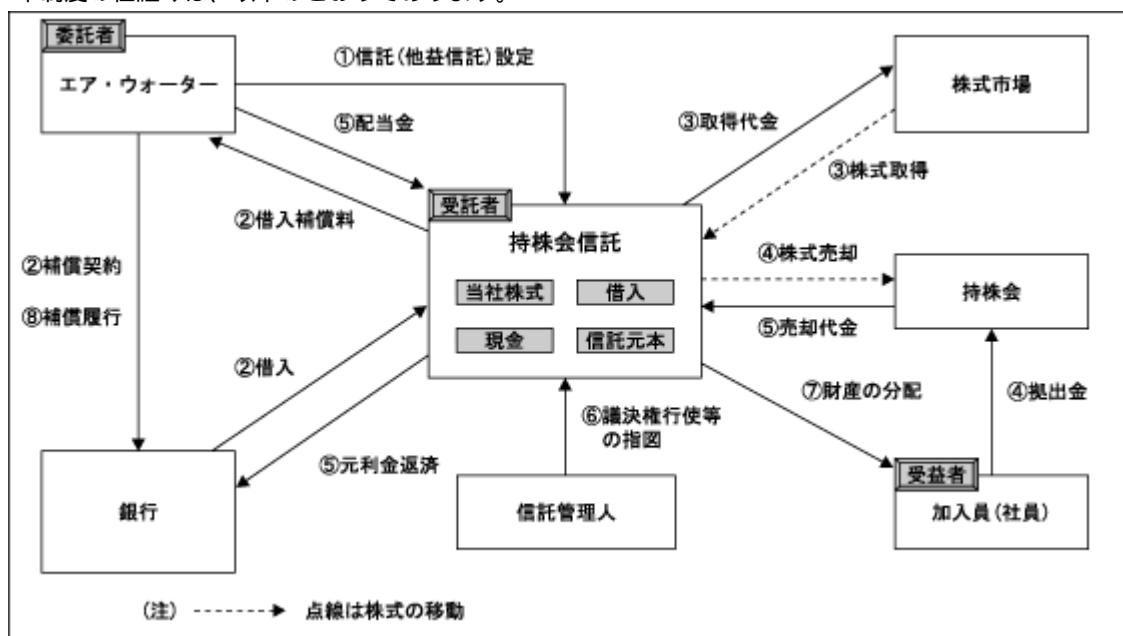 本制度の仕組みは、以下のとおりであります。
委託者
エア・ウォーター
①信託(他益信託)設定
株式市場
⑤配当金
③取得代金
③株式取得
受託者
②借入補償料
持株会信託
④株式売却
②補償契約
当社株式
借入
持株会
⑧補償履行
⑤売却代金
現金
信託元本
②借入
⑦財産の分配
④拠出金
⑥議決権行使等
の指図
⑤元利金返済
受益者
銀行
信託管理人
加入員(社員)
(注)
点線は株式の移動